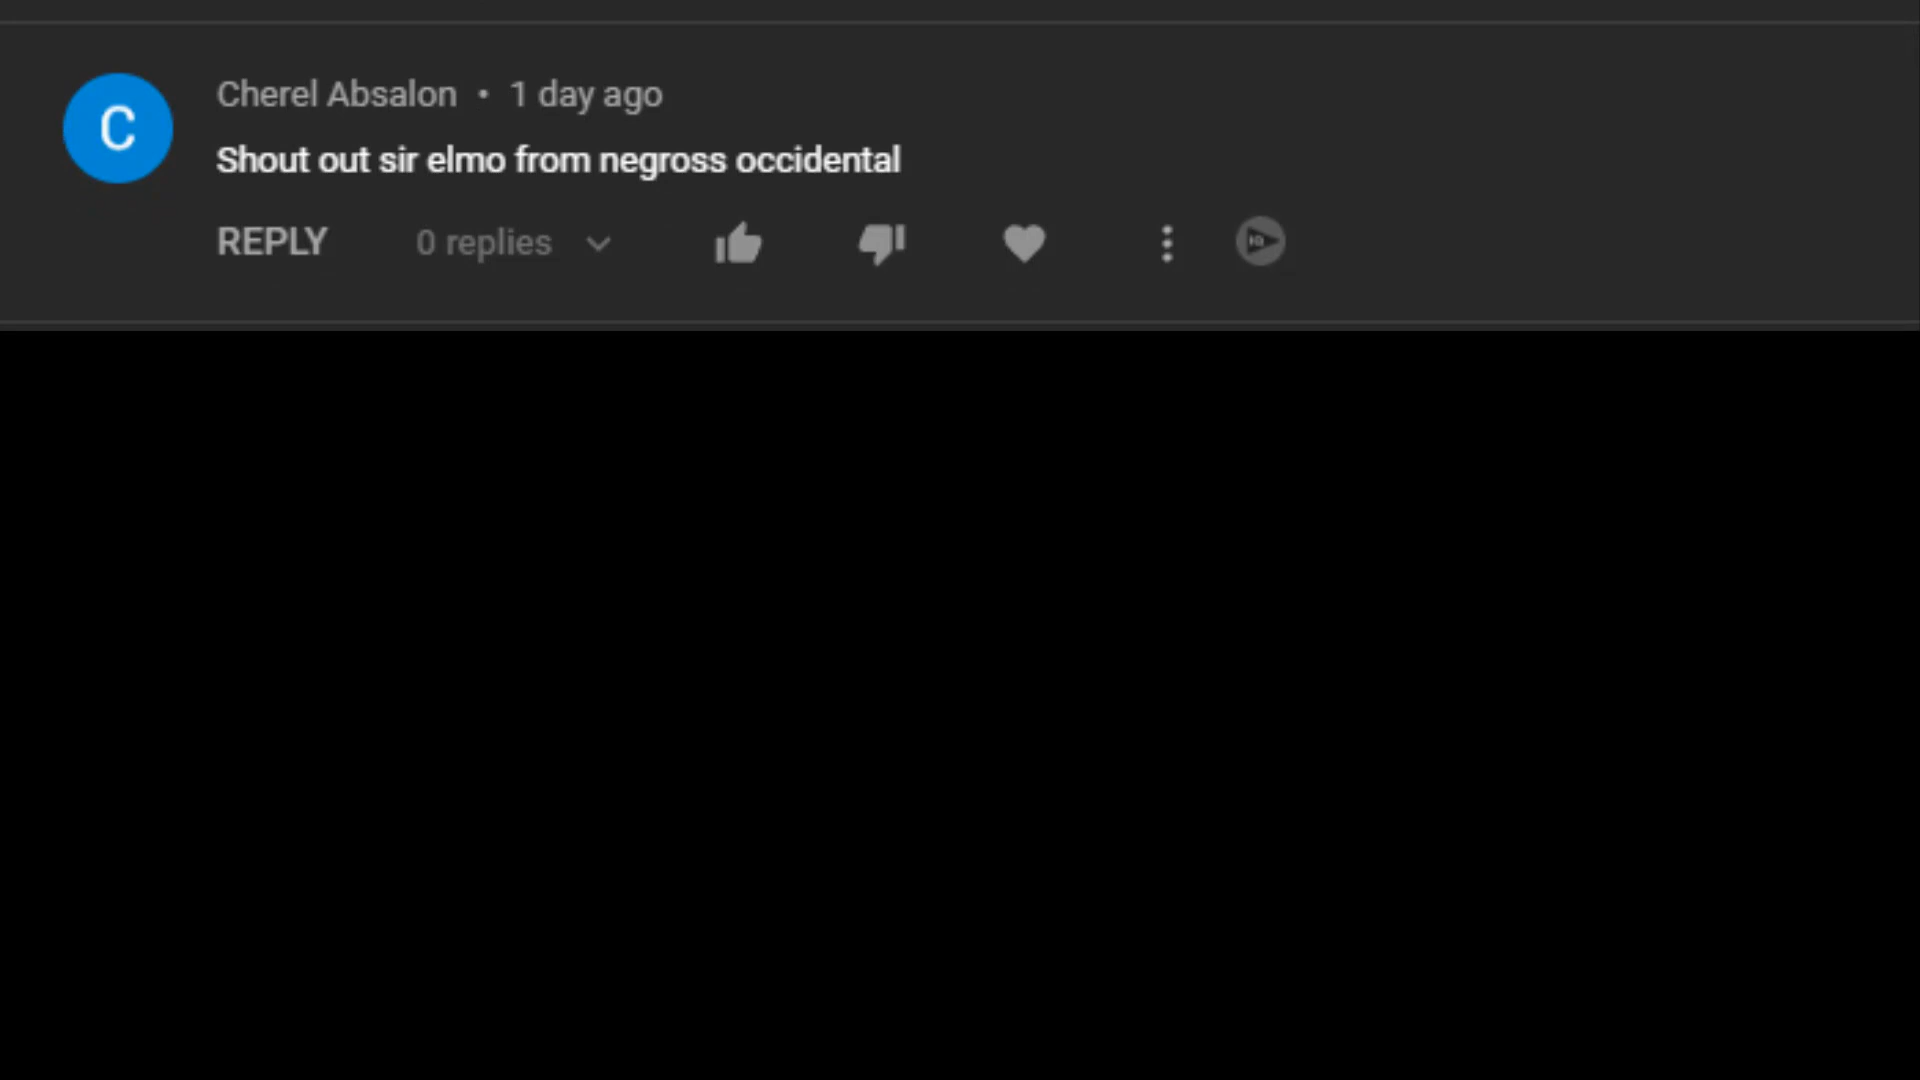 C
Cherel Absalon • 1 day ago
Shout out sir elmo from negross occidental
REPLY 0 replies